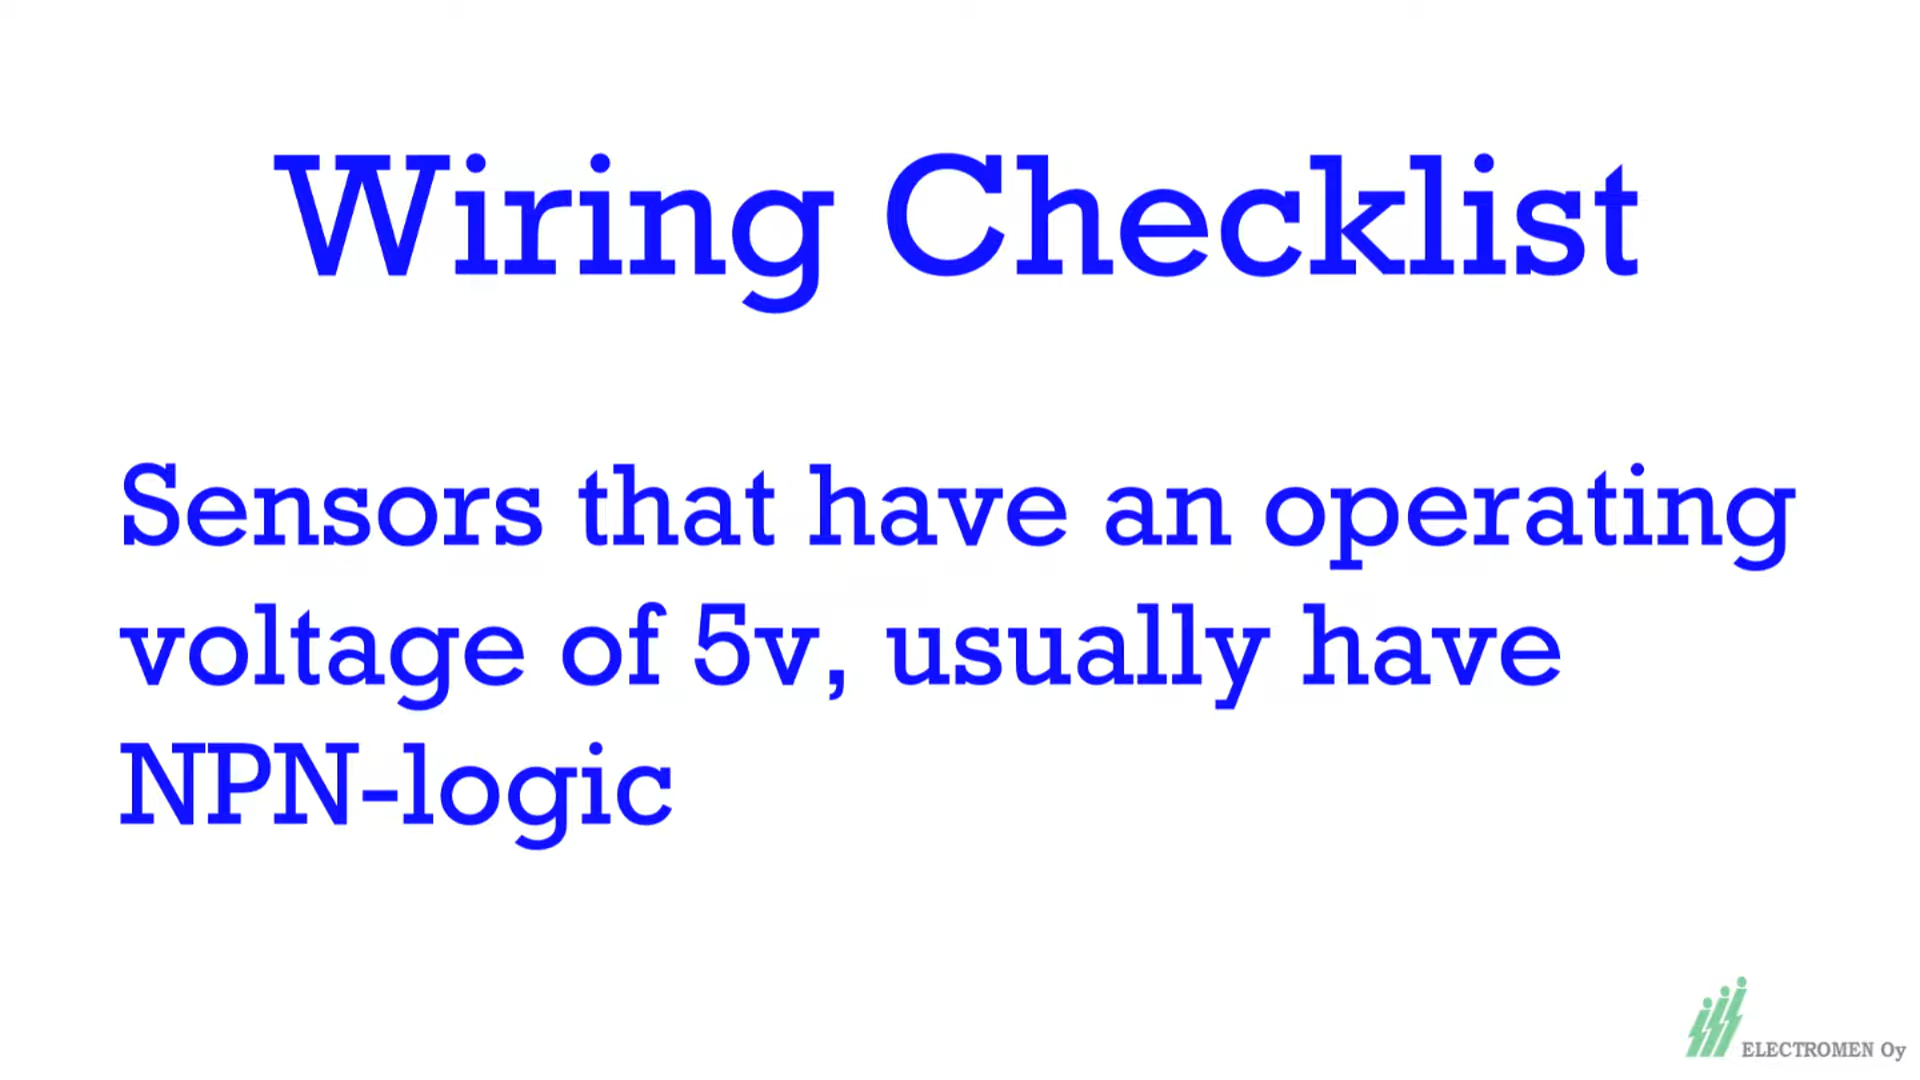 Wiring Checklist
Sensors that have an operating
voltage of 5v, usually have
NPN-logic
ELECTROMEN Oy